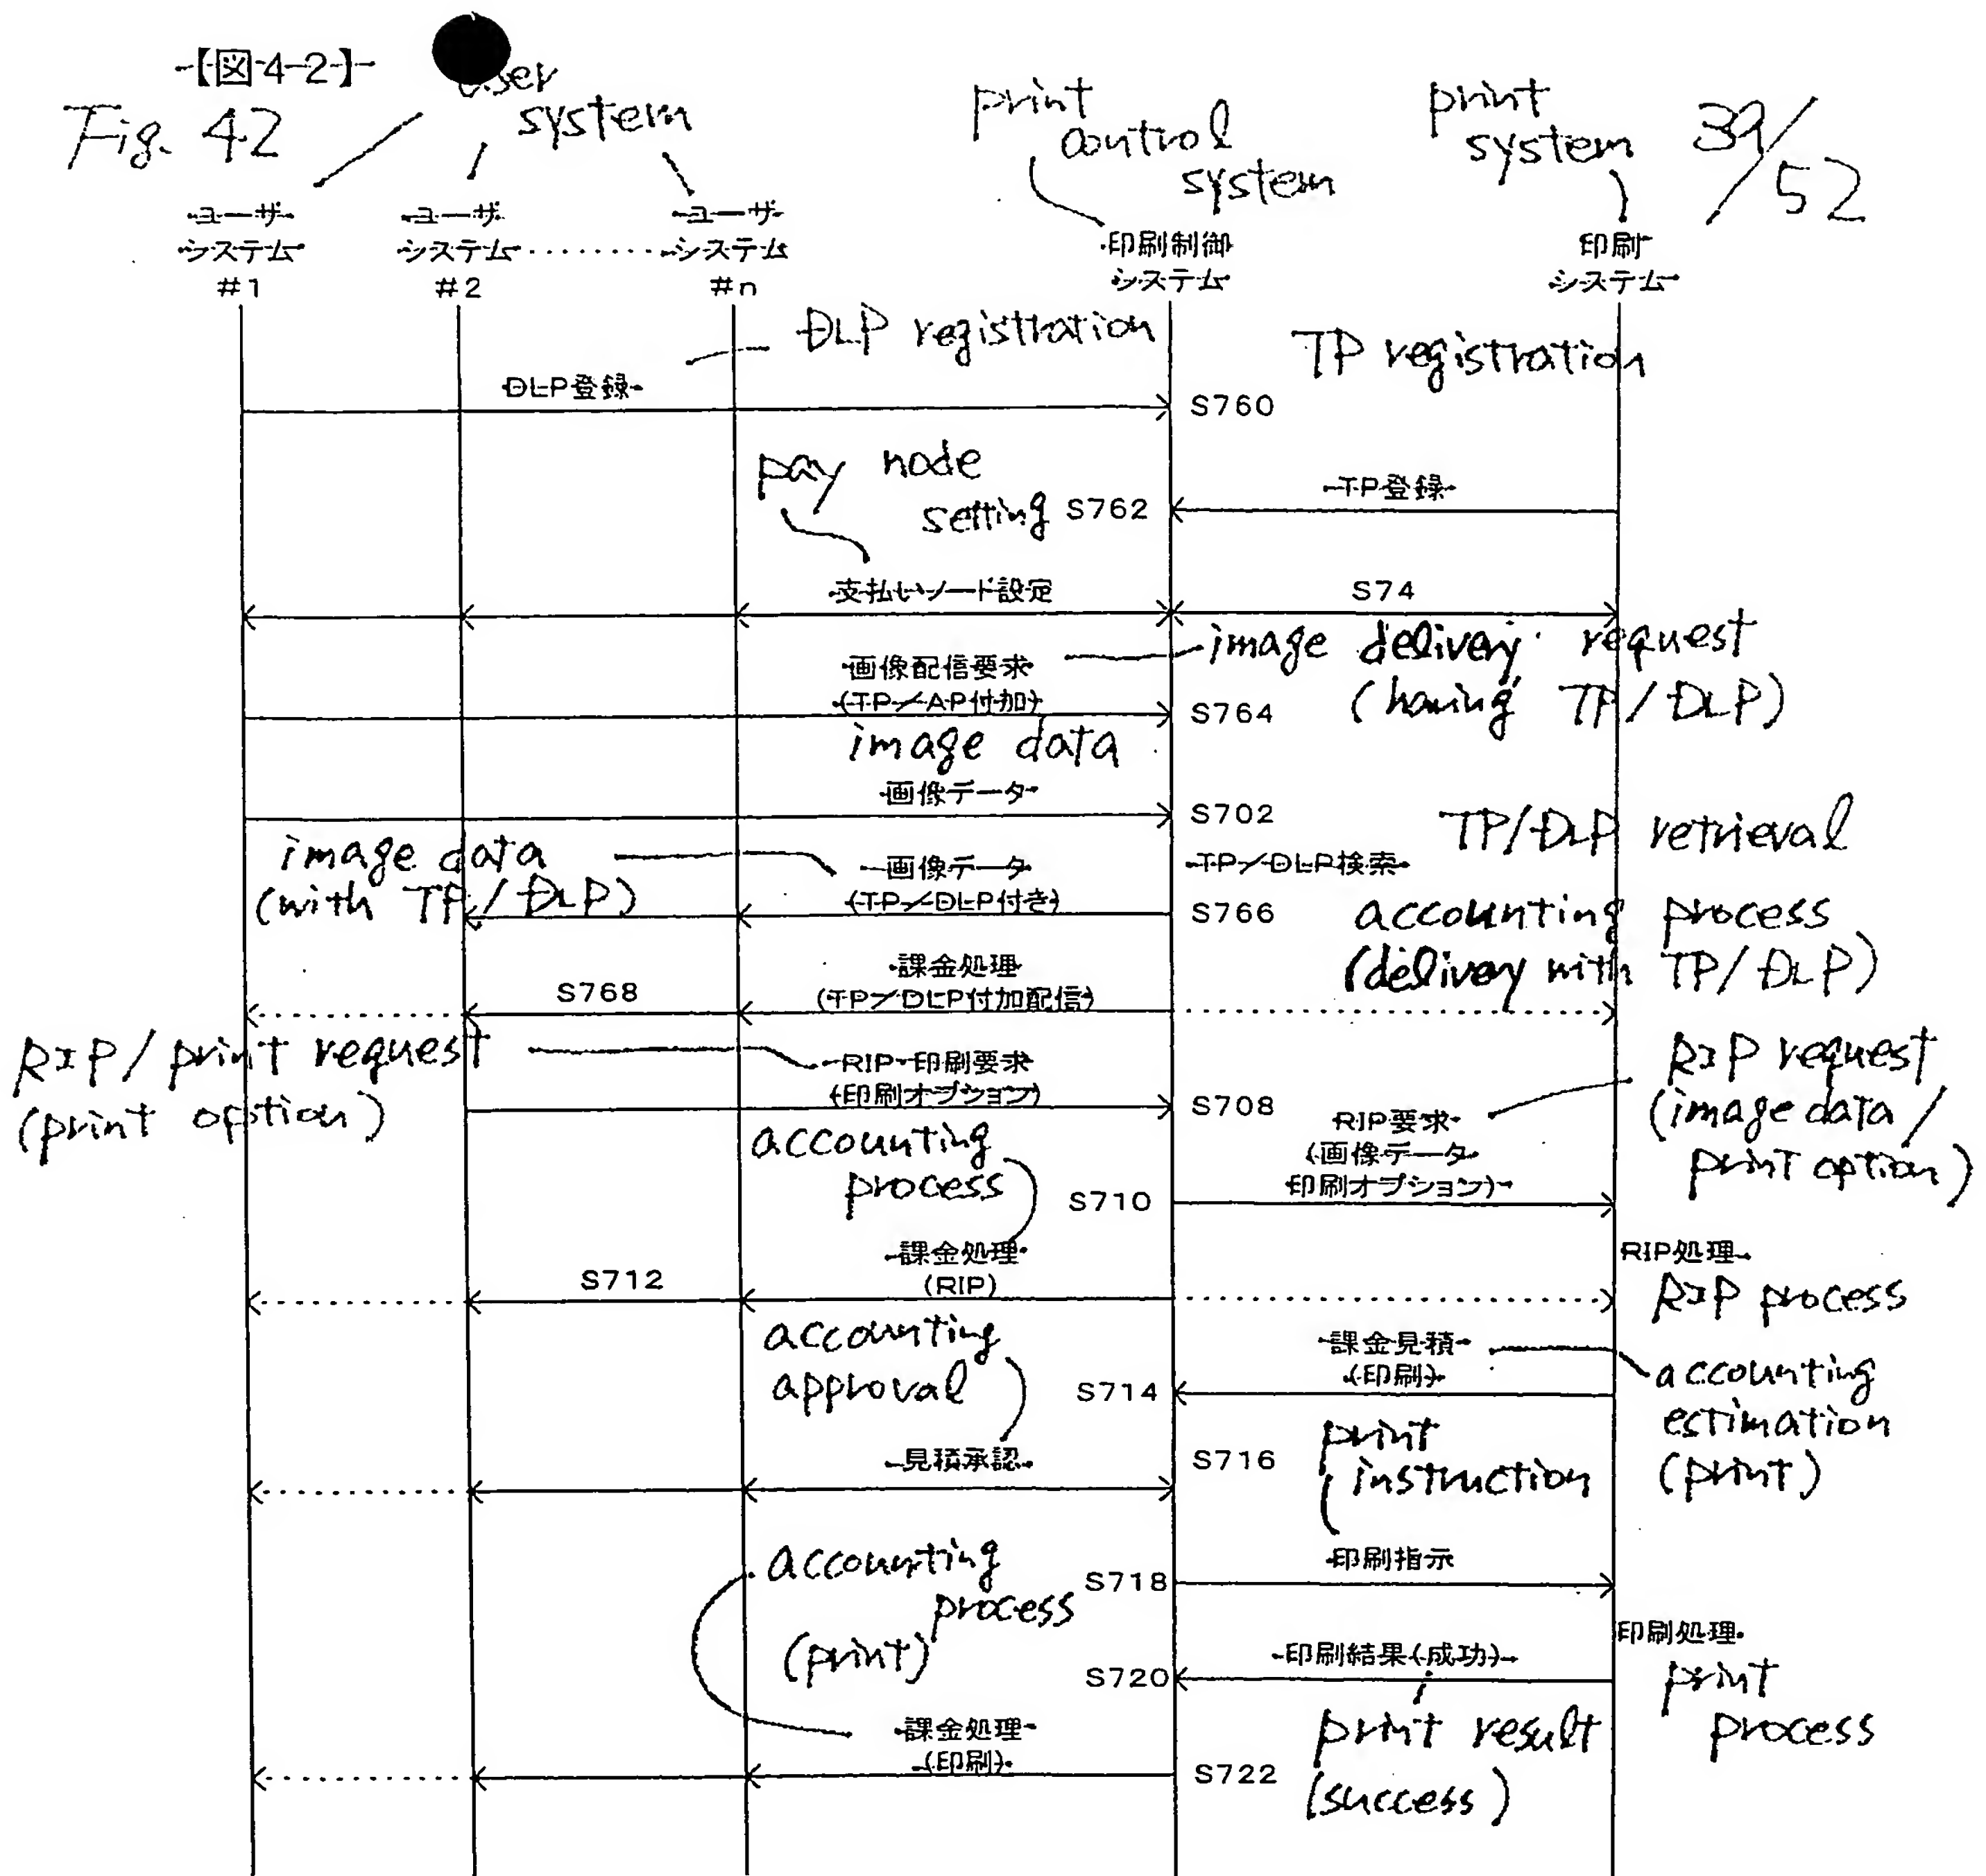 【図42】
Fig. 42
user
system
print
control
system
print
system
39/52
ユーザ
システム
#1
ユーザ
システム
#2
ユーザ
システム
#n
印刷制御
システム
印刷
システム
DLP registration
TP registration
DLP登録
S760
pay node
setting
S762
TP登録
支払いノード設定
S74
画像配信要求
(TP/AP付加)
image delivery request
(having TP/DLP)
S764
image data
画像データ
S702
TP/DLP retrieval
image data
(with TP/DLP)
画像データ
(TP/DLP付き)
TP/DLP検索
S766
accounting process
(delivery with TP/DLP)
課金処理
(TP/DLP付加配信)
S768
RIP/print request
(print option)
RIP・印刷要求
(印刷オプション)
S708
RIP要求
(画像データ
印刷オプション)
RIP request
(image data/
print option)
accounting
process
S710
課金処理
(RIP)
S712
RIP処理
RIP process
accounting
approval
課金見積
(印刷)
S714
accounting
estimation
(print)
見積承認
S716
print
instruction
印刷指示
S718
accounting
process
(print)
印刷処理
print
process
印刷結果(成功)
S720
print result
(success)
課金処理
(印刷)
S722